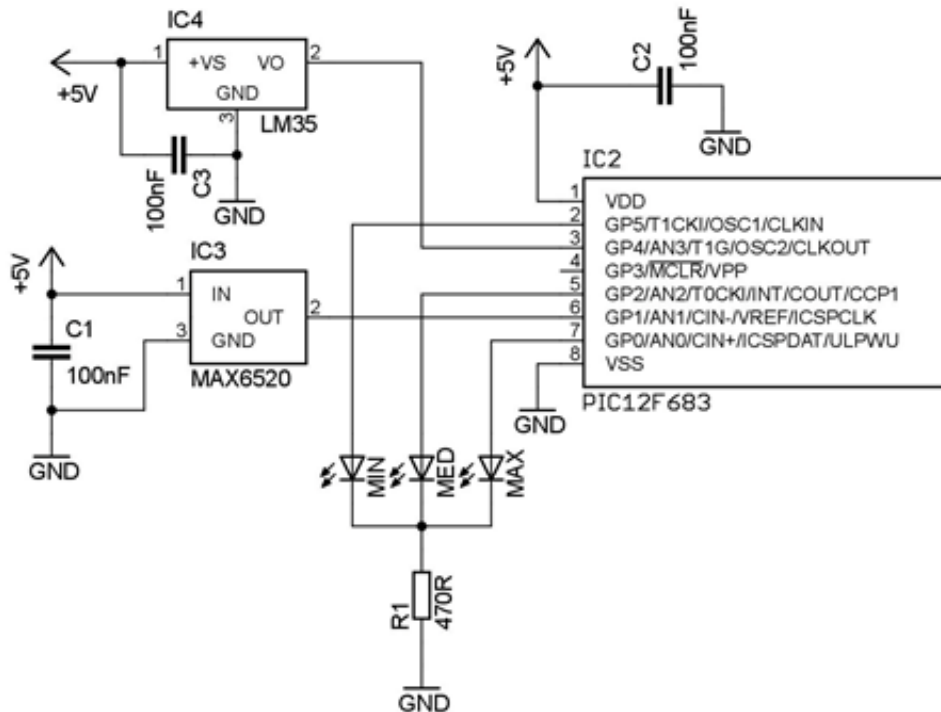 IC4
1
+VS
VO
2
GND
3
LM35
+5V
100nF
C3
GND
+5V
C2
100nF
GND
IC2
1
VDD
2
GP5/T1CKI/OSC1/CLKIN
3
GP4/AN3/T1G/OSC2/CLKOUT
4
GP3/MCLR/VPP
5
GP2/AN2/T0CKI/INT/COUT/CCP1
6
GP1/AN1/CIN-/VREF/ICSPCLK
7
GP0/AN0/CIN+/ICSPDAT/ULPWU
8
VSS
PIC12F683
GND
+5V
IC3
1
IN
OUT
2
3
GND
MAX6520
C1
100nF
GND
MIN
MED
MAX
R1
470R
GND